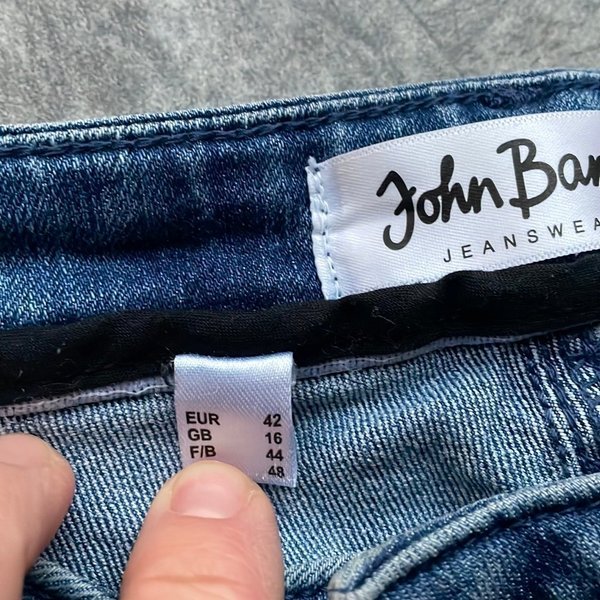 John Ban
JEANSWEA
EUR 42
GB 16
F/B 44
48